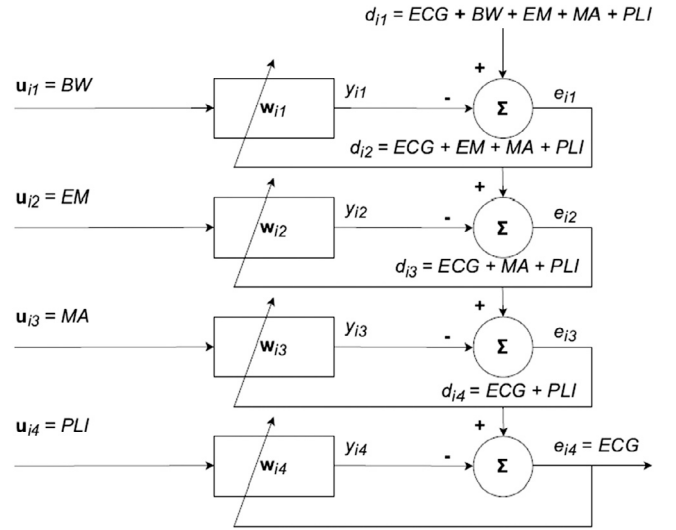 d_i1 = ECG + BW + EM + MA + PLI
+
u_i1 = BW
w_i1
y_i1
-
Σ
e_i1
d_i2 = ECG + EM + MA + PLI
+
u_i2 = EM
w_i2
y_i2
-
Σ
e_i2
d_i3 = ECG + MA + PLI
+
u_i3 = MA
w_i3
y_i3
-
Σ
e_i3
d_i4 = ECG + PLI
+
u_i4 = PLI
w_i4
y_i4
-
Σ
e_i4 = ECG